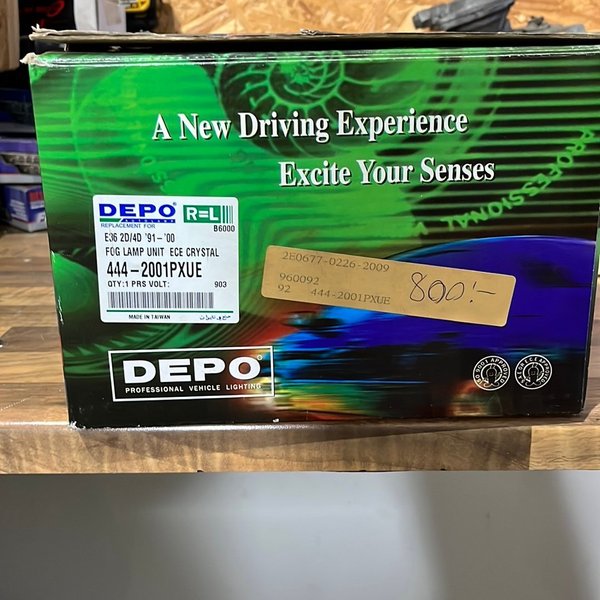 A New Driving Experience
Excite Your Senses
PROFESSIONAL
DEPO R=L
B6000
REPLACEMENT FOR
E36 2D/4D '91-'00
FOG LAMP UNIT ECE CRYSTAL
444-2001PXUE
QTY:1 PRS VOLT: 903
MADE IN TAIWAN
2E0677-0226-2009
960092
92 444-2001PXUE
800:-
DEPO
PROFESSIONAL VEHICLE LIGHTING